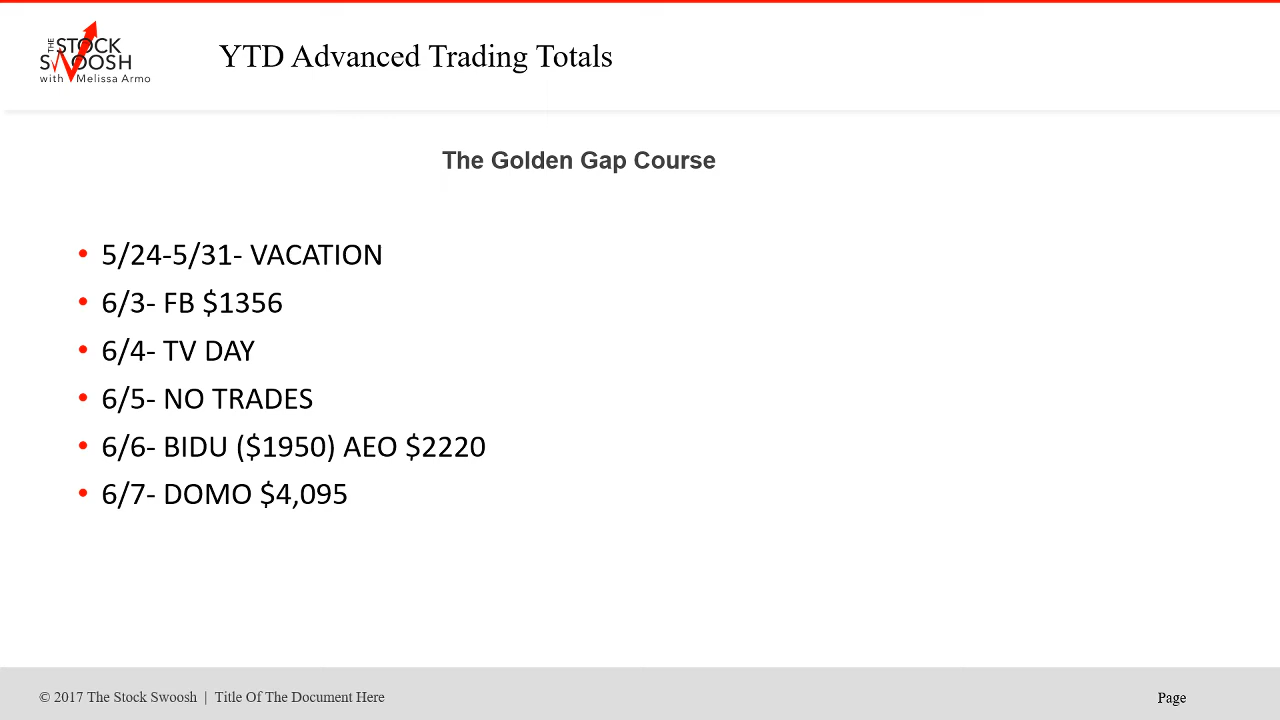 THE STOCK
SWOOSH
with Melissa Armo
YTD Advanced Trading Totals
The Golden Gap Course
• 5/24-5/31- VACATION
• 6/3- FB $1356
• 6/4- TV DAY
• 6/5- NO TRADES
• 6/6- BIDU ($1950) AEO $2220
• 6/7- DOMO $4,095
© 2017 The Stock Swoosh | Title Of The Document Here
Page